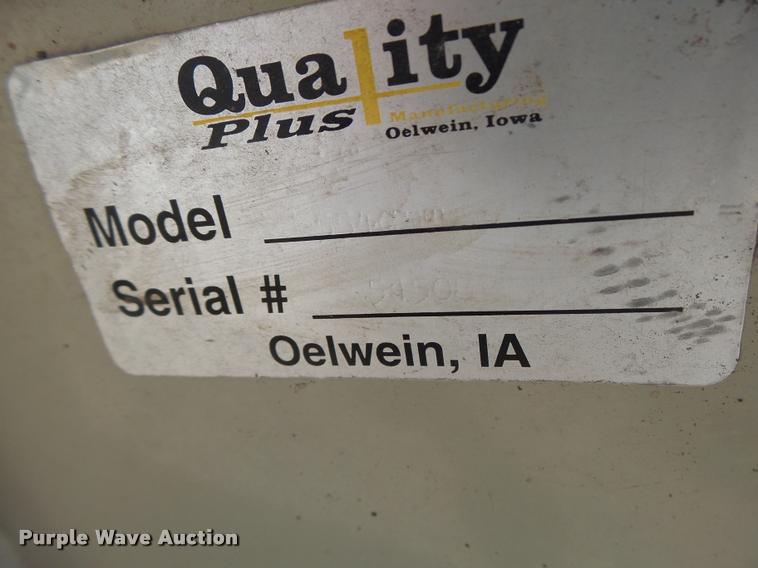 Quality
Plus Manufacturing
Oelwein, Iowa
Model
Serial #
Oelwein, IA
Purple Wave Auction